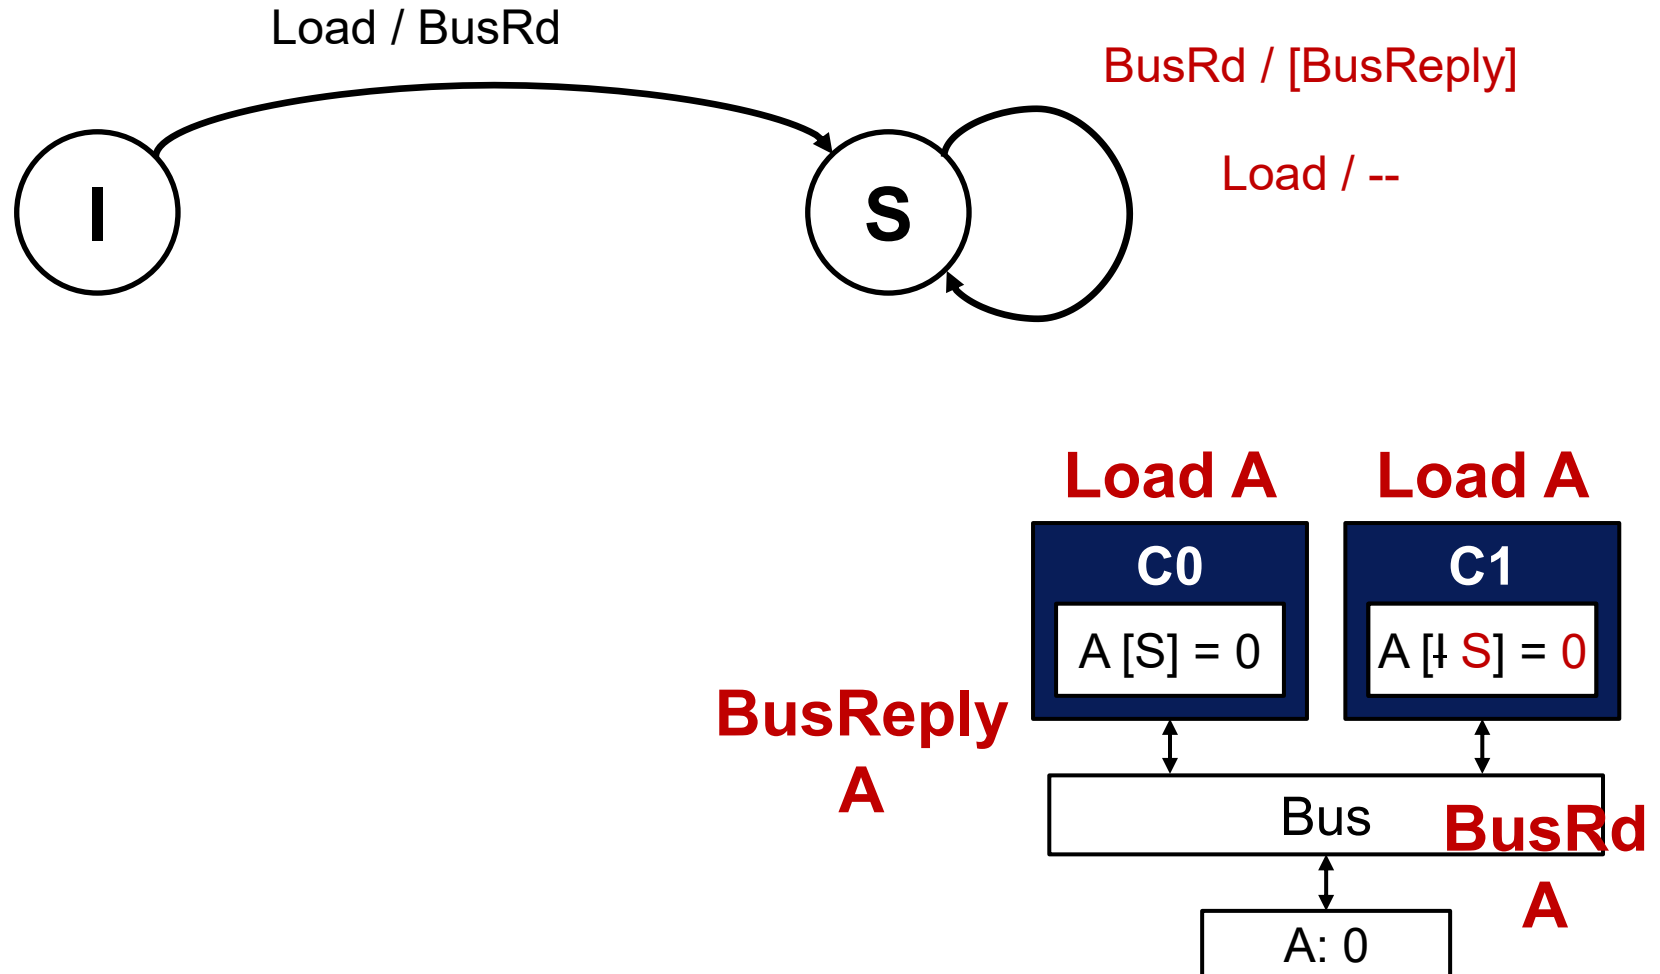 Load / BusRd
BusRd / [BusReply]
Load / --
I
S
Load A
Load A
C0
C1
A [S] = 0
A [I S] = 0
BusReply
A
Bus
BusRd
A
A: 0